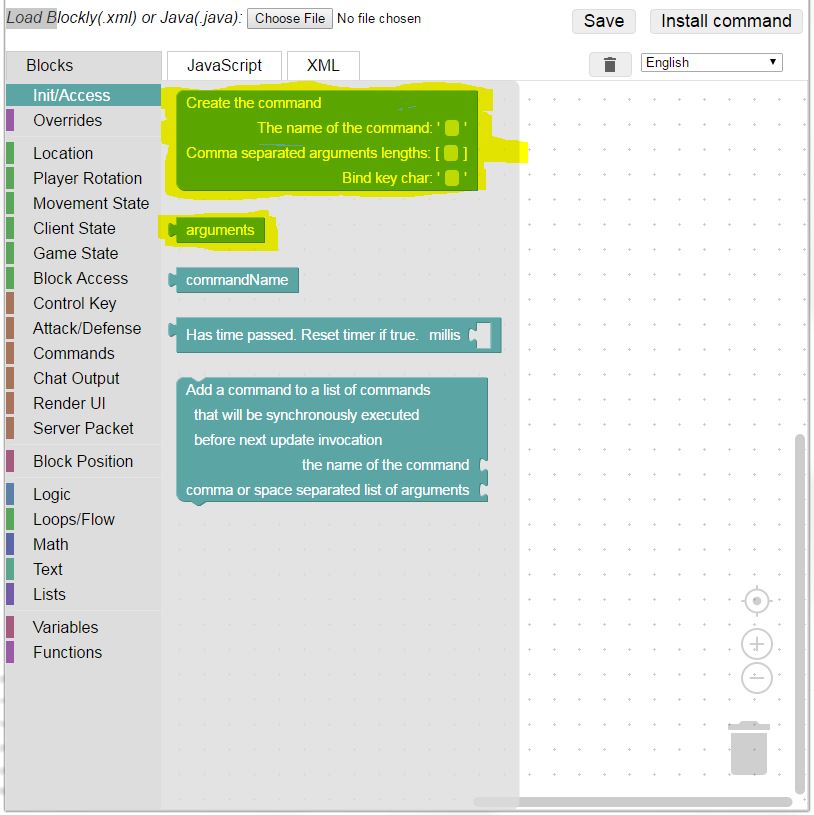 Load Blockly(.xml) or Java(.java): Choose File No file chosen
Save
Install command
Blocks
JavaScript
XML
English
Init/Access
Overrides
Location
Player Rotation
Movement State
Client State
Game State
Block Access
Control Key
Attack/Defense
Commands
Chat Output
Render UI
Server Packet
Block Position
Logic
Loops/Flow
Math
Text
Lists
Variables
Functions
Create the command
The name of the command: ' '
Comma separated arguments lengths: [ ]
Bind key char: ' '
arguments
commandName
Has time passed. Reset timer if true. millis
Add a command to a list of commands
that will be synchronously executed
before next update invocation
the name of the command
comma or space separated list of arguments